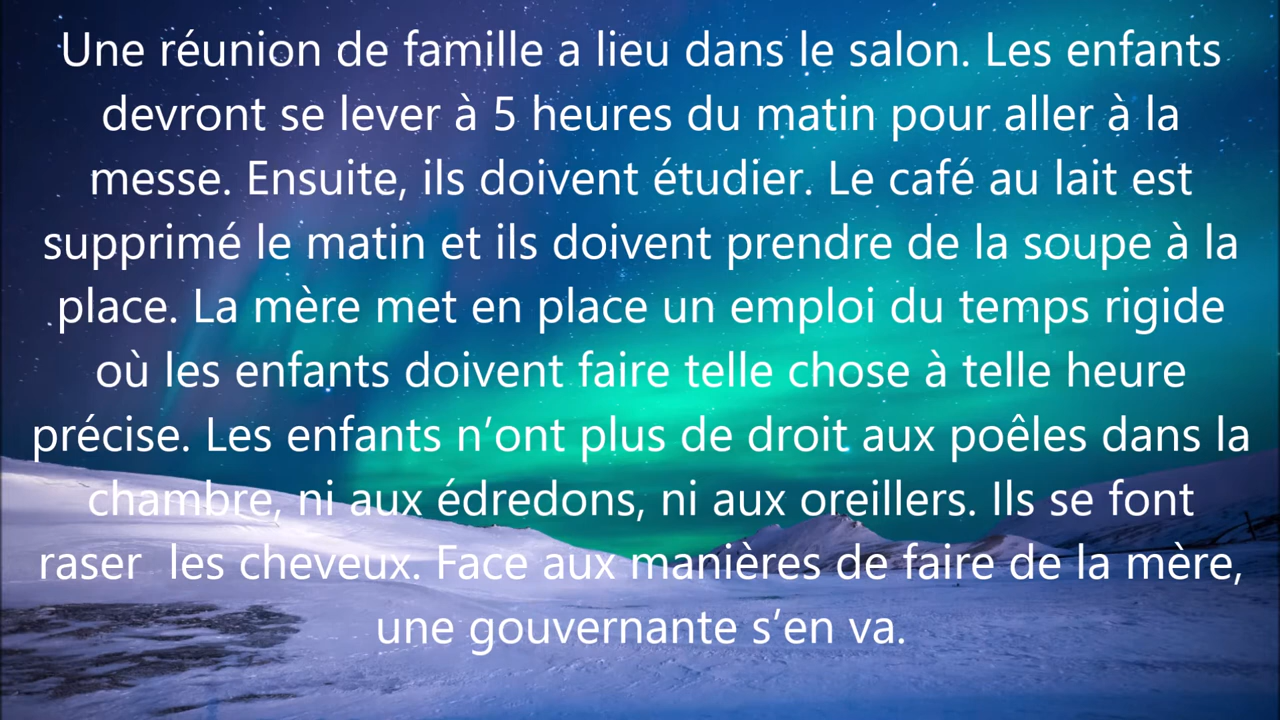 Une réunion de famille a lieu dans le salon. Les enfants
devront se lever à 5 heures du matin pour aller à la
messe. Ensuite, ils doivent étudier. Le café au lait est
supprimé le matin et ils doivent prendre de la soupe à la
place. La mère met en place un emploi du temps rigide
où les enfants doivent faire telle chose à telle heure
précise. Les enfants n’ont plus de droit aux poêles dans la
chambre, ni aux édredons, ni aux oreillers. Ils se font
raser  les cheveux. Face aux manières de faire de la mère,
une gouvernante s’en va.